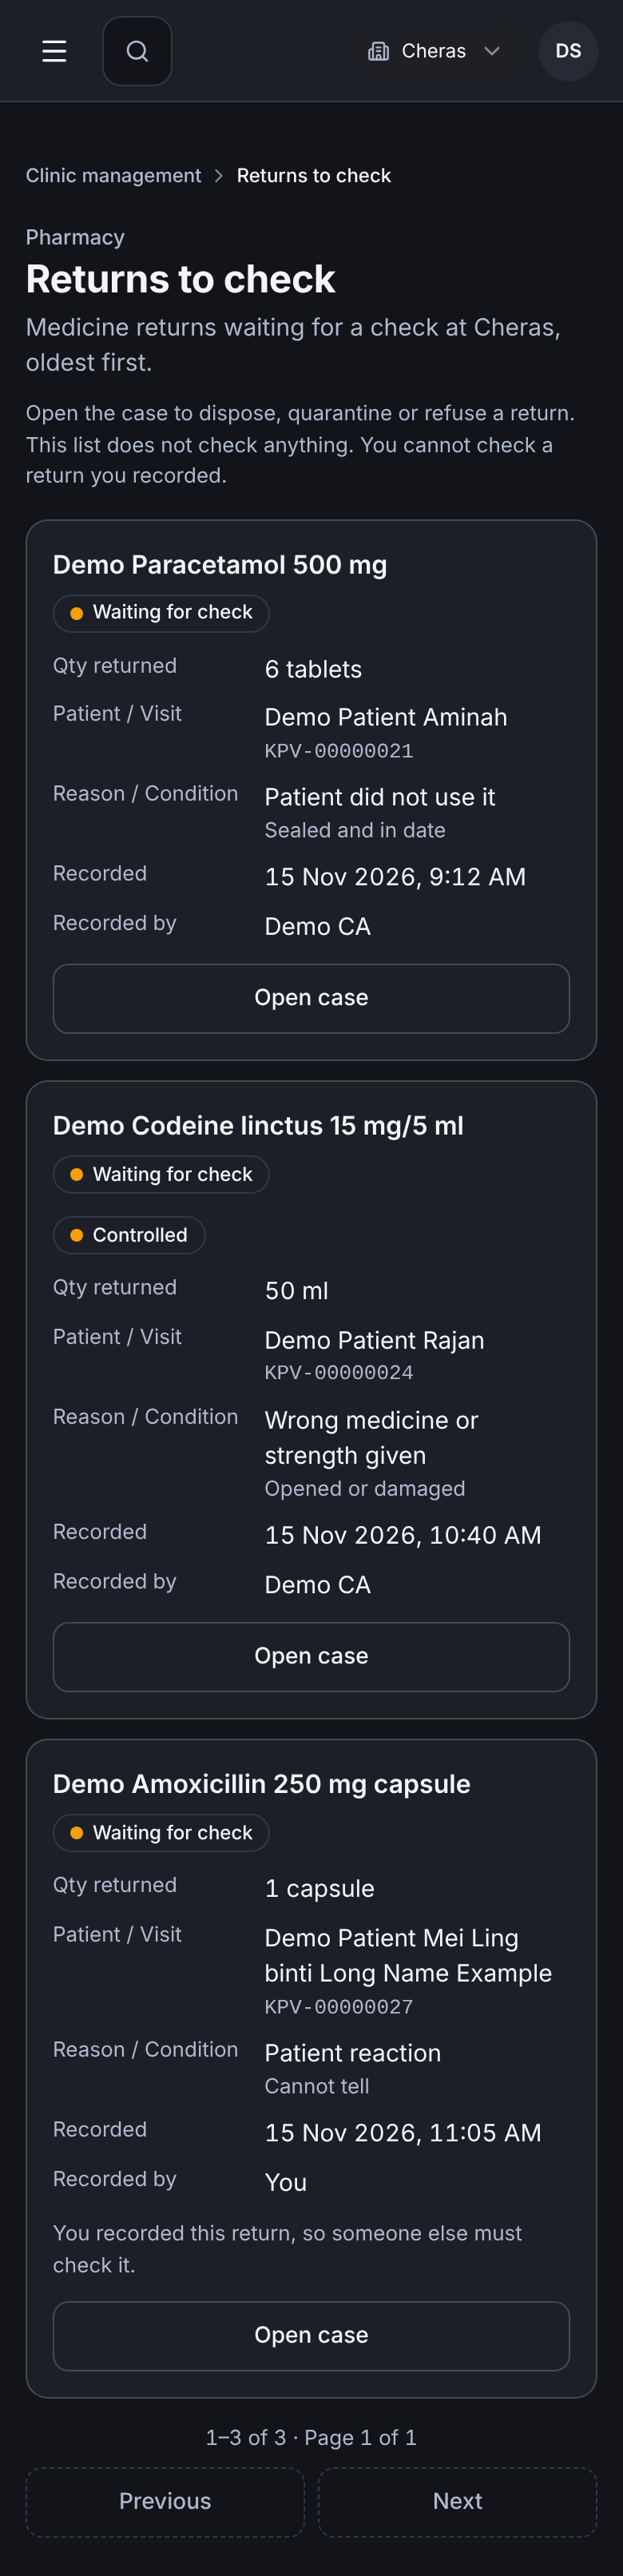 Cheras
DS
Clinic management
Returns to check
Pharmacy
Returns to check
Medicine returns waiting for a check at Cheras,
oldest first.
Open the case to dispose, quarantine or refuse a return.
This list does not check anything. You cannot check a
return you recorded.
Demo Paracetamol 500 mg
Waiting for check
Qty returned
6 tablets
Patient / Visit
Demo Patient Aminah
KPV-00000021
Reason / Condition
Patient did not use it
Sealed and in date
Recorded
15 Nov 2026, 9:12 AM
Recorded by
Demo CA
Open case
Demo Codeine linctus 15 mg/5 ml
Waiting for check
Controlled
Qty returned
50 ml
Patient / Visit
Demo Patient Rajan
KPV-00000024
Reason / Condition
Wrong medicine or
strength given
Opened or damaged
Recorded
15 Nov 2026, 10:40 AM
Recorded by
Demo CA
Open case
Demo Amoxicillin 250 mg capsule
Waiting for check
Qty returned
1 capsule
Patient / Visit
Demo Patient Mei Ling
binti Long Name Example
KPV-00000027
Reason / Condition
Patient reaction
Cannot tell
Recorded
15 Nov 2026, 11:05 AM
Recorded by
You
You recorded this return, so someone else must
check it.
Open case
1–3 of 3 · Page 1 of 1
Previous
Next